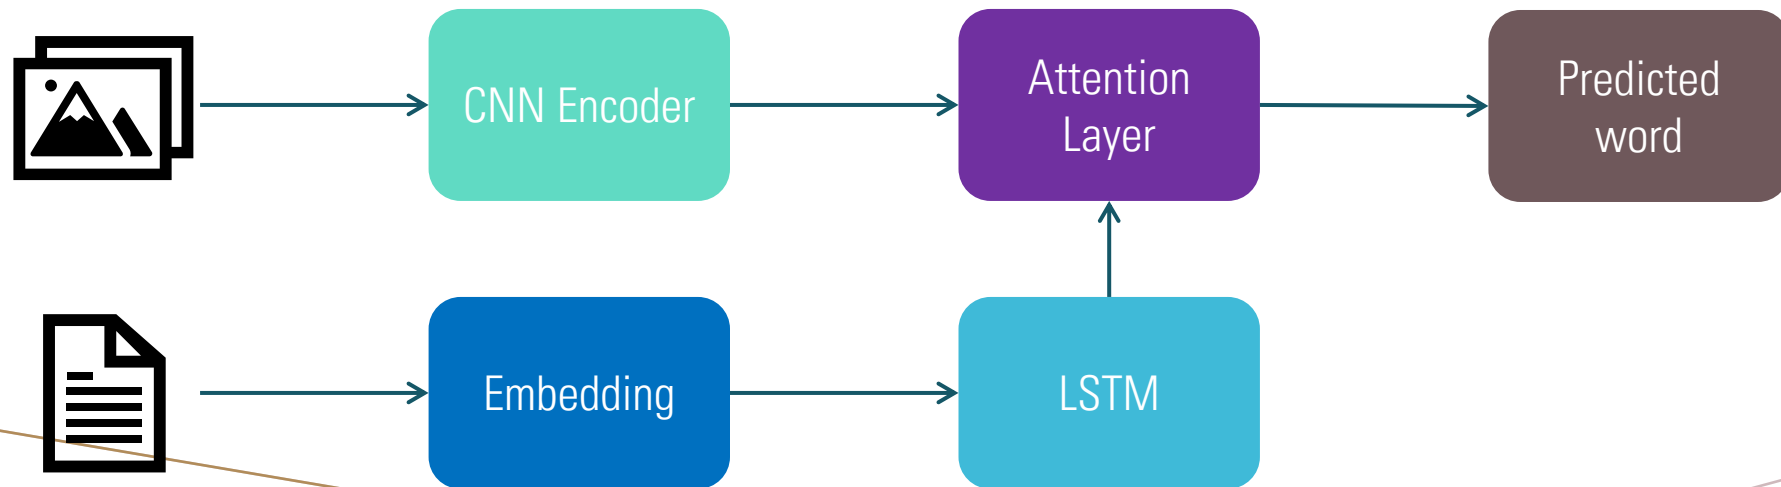 CNN Encoder
Attention
Layer
Predicted
word
Embedding
LSTM